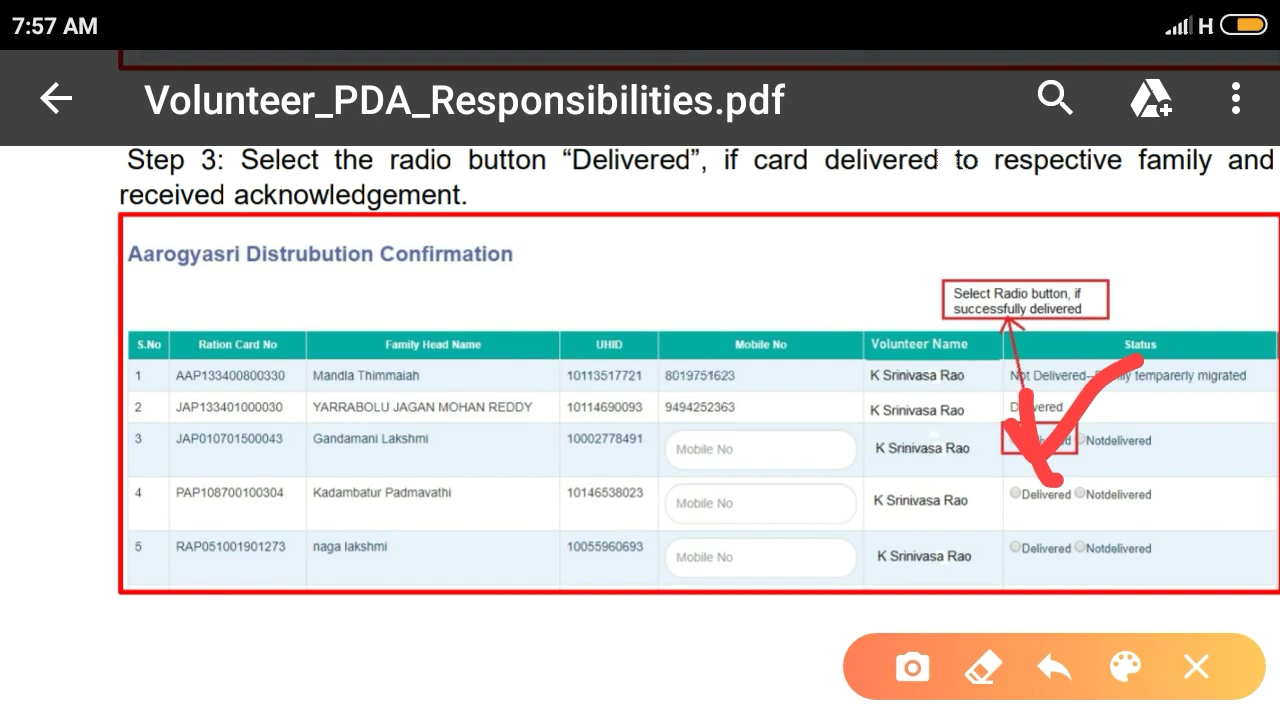 7:57 AM
H
Volunteer_PDA_Responsibilities.pdf
Step 3: Select the radio button “Delivered”, if card delivered to respective family and
received acknowledgement.
Aarogyasri Distrubution Confirmation
Select Radio button, if
successfully delivered
S.No Ration Card No Family Head Name UHID Mobile No Volunteer Name Status
1 AAP133400800330 Mandla Thimmaiah 10113517721 8019751623 K Srinivasa Rao Not Delivered-- temparerly migrated
2 JAP133401000030 YARRABOLU JAGAN MOHAN REDDY 10114690093 9494252363 K Srinivasa Rao Delivered
3 JAP010701500043 Gandamani Lakshmi 10002778491 Mobile No K Srinivasa Rao Notdelivered
4 PAP108700100304 Kadambatur Padmavathi 10146538023 Mobile No K Srinivasa Rao Delivered Notdelivered
5 RAP051001901273 naga lakshmi 10055960693 Mobile No K Srinivasa Rao Delivered Notdelivered